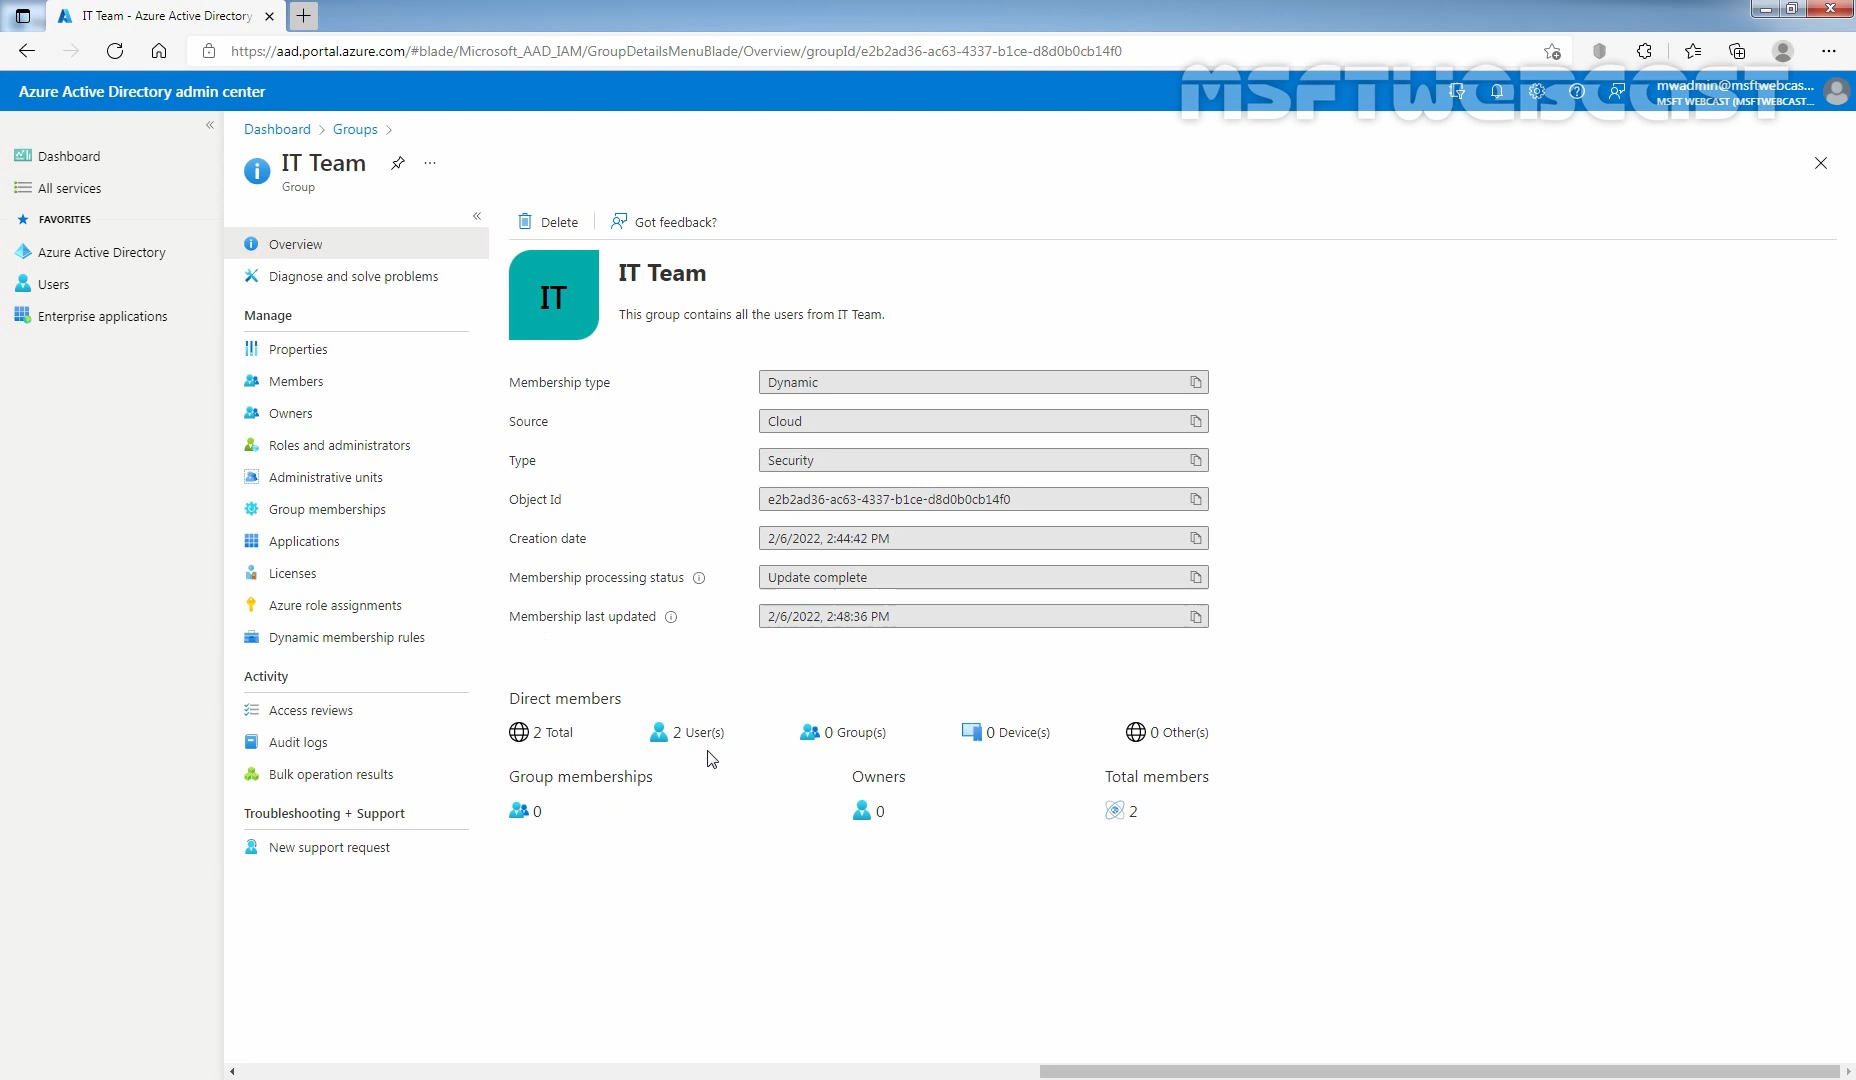 IT Team - Azure Active Directory
https://aad.portal.azure.com/#blade/Microsoft_AAD_IAM/GroupDetailsMenuBlade/Overview/groupId/e2b2ad36-ac63-4337-b1ce-d8d0b0cb14f0
MSFTWEBCAST
Azure Active Directory admin center
mwadmin@msftwebcas...
MSFT WEBCAST (MSFTWEBCAST....
Dashboard
All services
FAVORITES
Azure Active Directory
Users
Enterprise applications
Dashboard > Groups >
IT Team
Group
Overview
Diagnose and solve problems
Manage
Properties
Members
Owners
Roles and administrators
Administrative units
Group memberships
Applications
Licenses
Azure role assignments
Dynamic membership rules
Activity
Access reviews
Audit logs
Bulk operation results
Troubleshooting + Support
New support request
Delete
Got feedback?
IT
IT Team
This group contains all the users from IT Team.
Membership type Dynamic
Source Cloud
Type Security
Object Id e2b2ad36-ac63-4337-b1ce-d8d0b0cb14f0
Creation date 2/6/2022, 2:44:42 PM
Membership processing status Update complete
Membership last updated 2/6/2022, 2:48:36 PM
Direct members
2 Total 2 User(s) 0 Group(s) 0 Device(s) 0 Other(s)
Group memberships Owners Total members
0 0 2